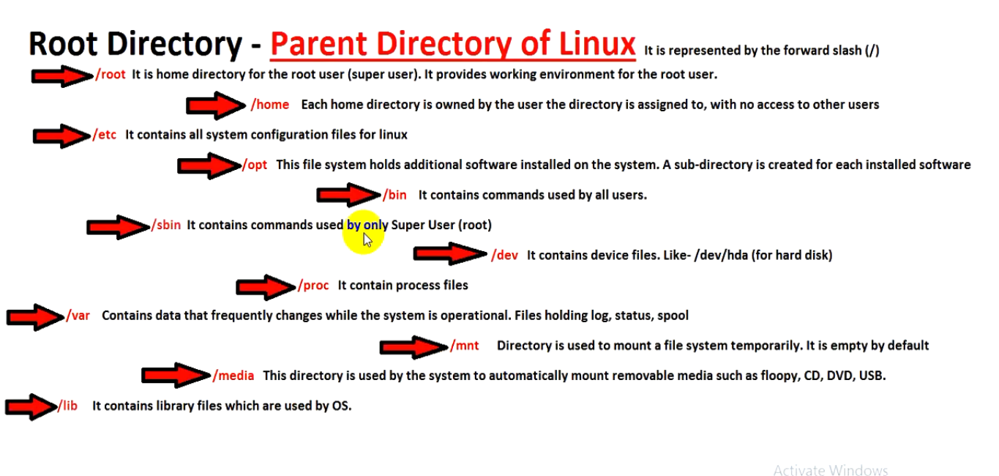 Root Directory - Parent Directory of Linux It is represented by the forward slash (/)
/root It is home directory for the root user (super user). It provides working environment for the root user.
/home Each home directory is owned by the user the directory is assigned to, with no access to other users
/etc It contains all system configuration files for linux
/opt This file system holds additional software installed on the system. A sub-directory is created for each installed software
/bin It contains commands used by all users.
/sbin It contains commands used by only Super User (root)
/dev It contains device files. Like- /dev/hda (for hard disk)
/proc It contain process files
/var Contains data that frequently changes while the system is operational. Files holding log, status, spool
/mnt Directory is used to mount a file system temporarily. It is empty by default
/media This directory is used by the system to automatically mount removable media such as floopy, CD, DVD, USB.
/lib It contains library files which are used by OS.
Activate Windows